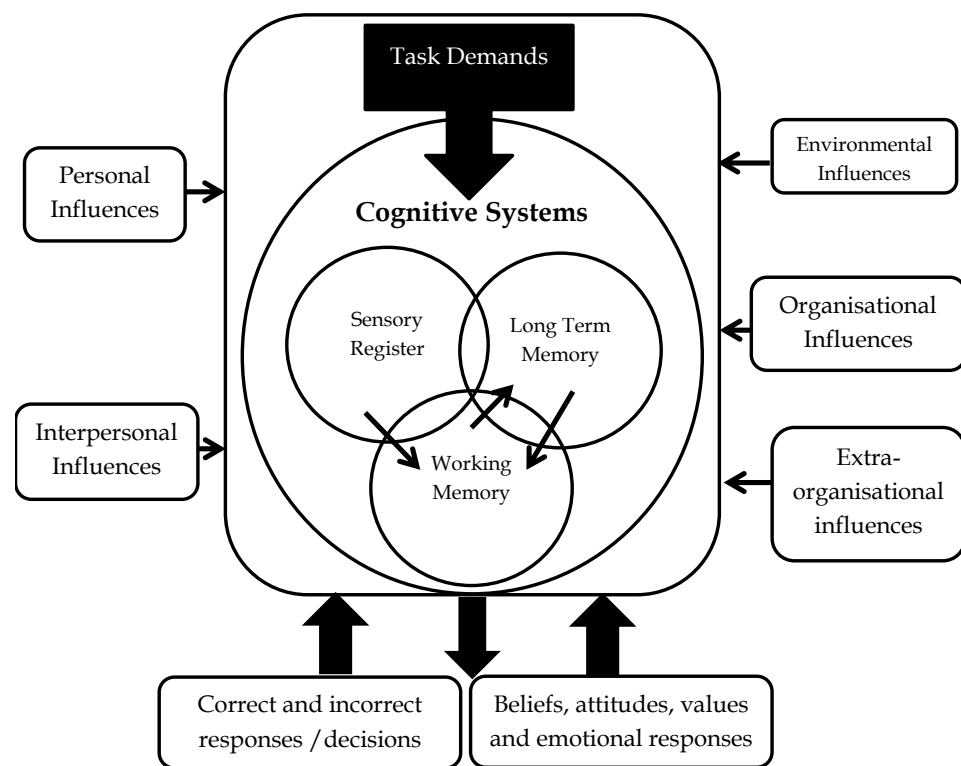 Task Demands
Personal
Influences
Environmental
Influences
Cognitive Systems
Sensory
Register
Long Term
Memory
Organisational
Influences
Interpersonal
Influences
Working
Memory
Extra-
organisational
influences
Correct and incorrect
responses /decisions
Beliefs, attitudes, values
and emotional responses